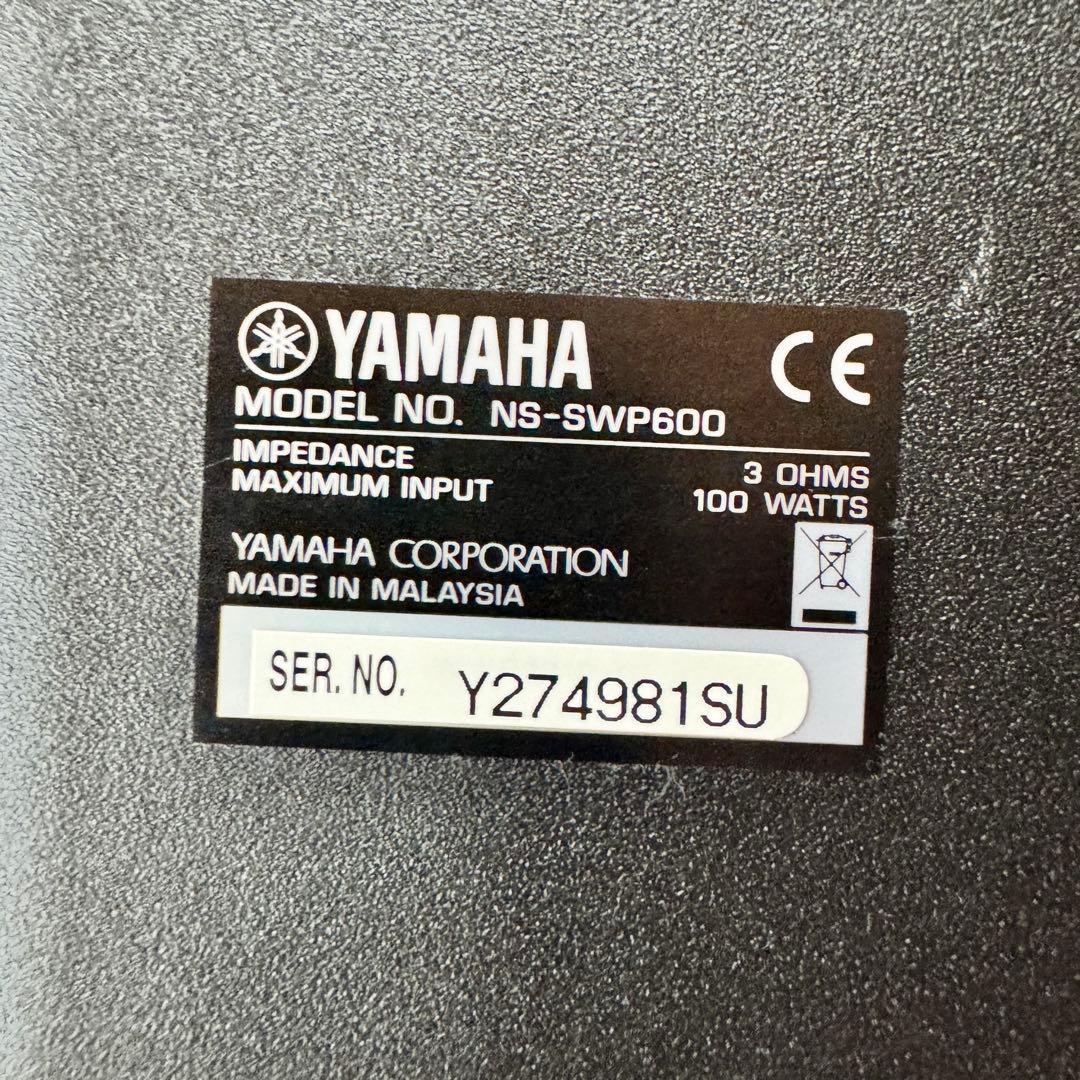 YAMAHA
CE
MODEL NO. NS-SWP600
IMPEDANCE 3 OHMS
MAXIMUM INPUT 100 WATTS
YAMAHA CORPORATION
MADE IN MALAYSIA
SER. NO. Y274981SU